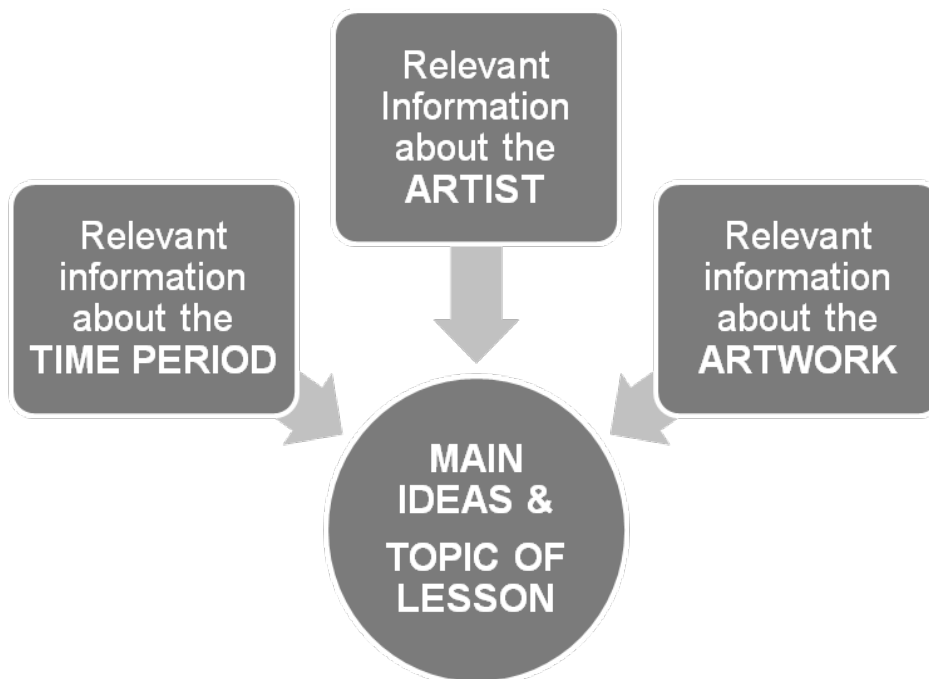 Relevant
Information
about the
ARTIST
Relevant
information
about the
TIME PERIOD
Relevant
information
about the
ARTWORK
MAIN
IDEAS &
TOPIC OF
LESSON